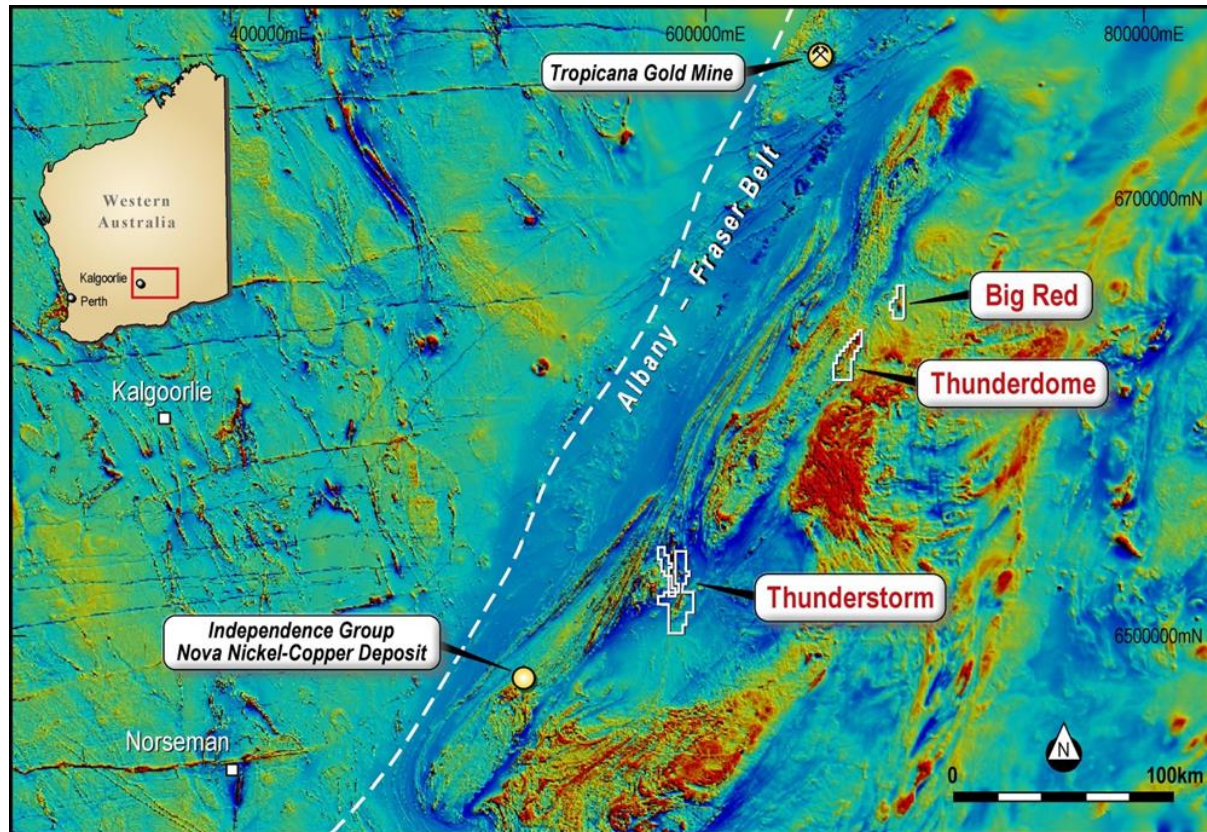 400000mE
600000mE
800000mE
Tropicana Gold Mine
Western
Australia
Kalgoorlie
Perth
Albany - Fraser Belt
6700000mN
Big Red
Thunderdome
Kalgoorlie
Thunderstorm
Independence Group
Nova Nickel-Copper Deposit
6500000mN
Norseman
N
0
100km